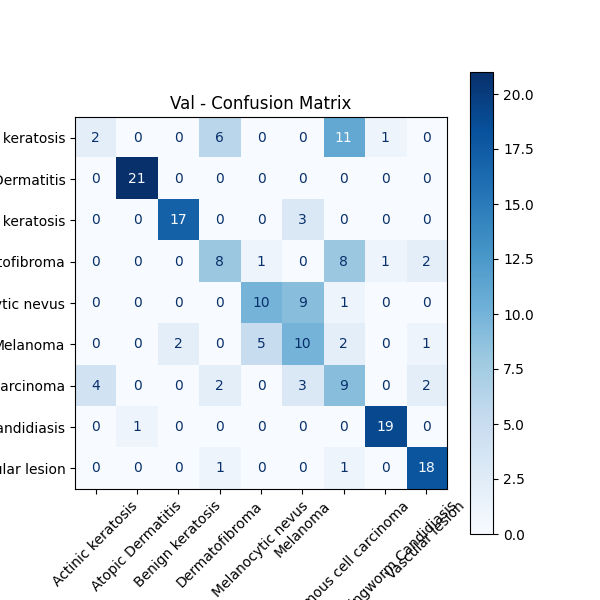 Val - Confusion Matrix
keratosis 2 0 0 6 0 0 11 1 0
Dermatitis 0 21 0 0 0 0 0 0 0
keratosis 0 0 17 0 0 3 0 0 0
tofibroma 0 0 0 8 1 0 8 1 2
ytic nevus 0 0 0 0 10 9 1 0 0
Melanoma 0 0 2 0 5 10 2 0 1
arcinoma 4 0 0 2 0 3 9 0 2
andidiasis 0 1 0 0 0 0 0 19 0
ular lesion 0 0 0 1 0 0 1 0 18
Actinic keratosis
Atopic Dermatitis
Benign keratosis
Dermatofibroma
Melanocytic nevus
Melanoma
mous cell carcinoma
ngworm Candidiasis
Vascular lesion
20.0
17.5
15.0
12.5
10.0
7.5
5.0
2.5
0.0